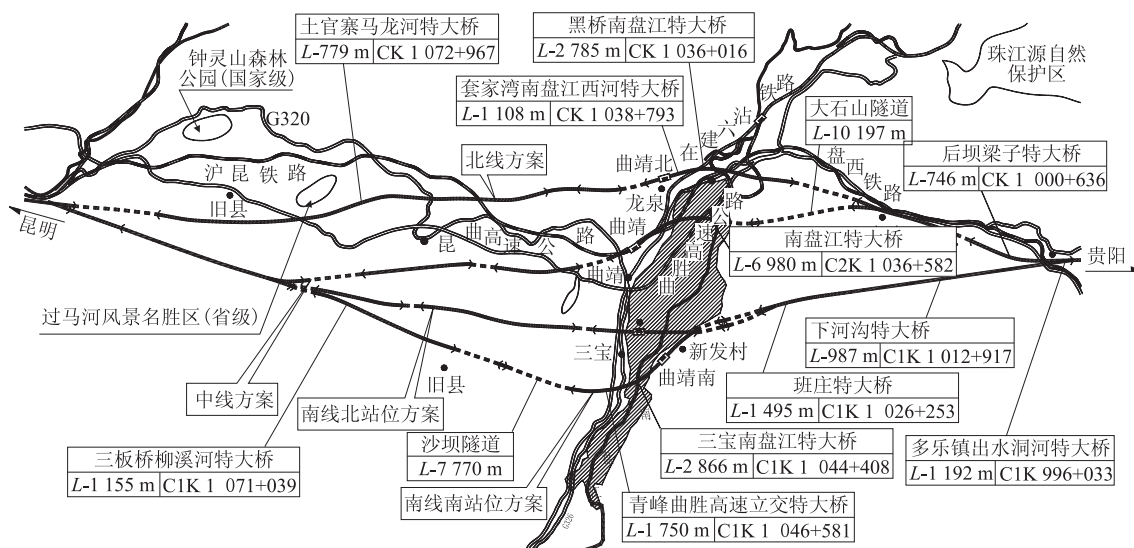 土官寨马龙河特大桥
L-779 m CK 1 072+967
黑桥南盘江特大桥
L-2 785 m CK 1 036+016
钟灵山森林
公园(国家级)
套家湾南盘江西河特大桥
L-1 108 m CK 1 038+793
珠江源自然
保护区
大石山隧道
L-10 197 m
后坝梁子特大桥
L-746 m CK 1 000+636
G320
在建六沾铁路
北线方案
曲靖北
盘西铁路
沪昆铁路
旧县
龙泉
昆明
昆曲高速公路
曲靖
曲靖
曲胜高速公路
南盘江特大桥
L-6 980 m C2K 1 036+582
贵阳
过马河风景名胜区(省级)
三宝
新发村
曲靖南
下河沟特大桥
L-987 m C1K 1 012+917
中线方案
南线北站位方案
旧县
班庄特大桥
L-1 495 m C1K 1 026+253
三板桥柳溪河特大桥
L-1 155 m C1K 1 071+039
沙坝隧道
L-7 770 m
三宝南盘江特大桥
L-2 866 m C1K 1 044+408
多乐镇出水洞河特大桥
L-1 192 m C1K 996+033
南线南站位方案
青峰曲胜高速立交特大桥
L-1 750 m C1K 1 046+581
G326